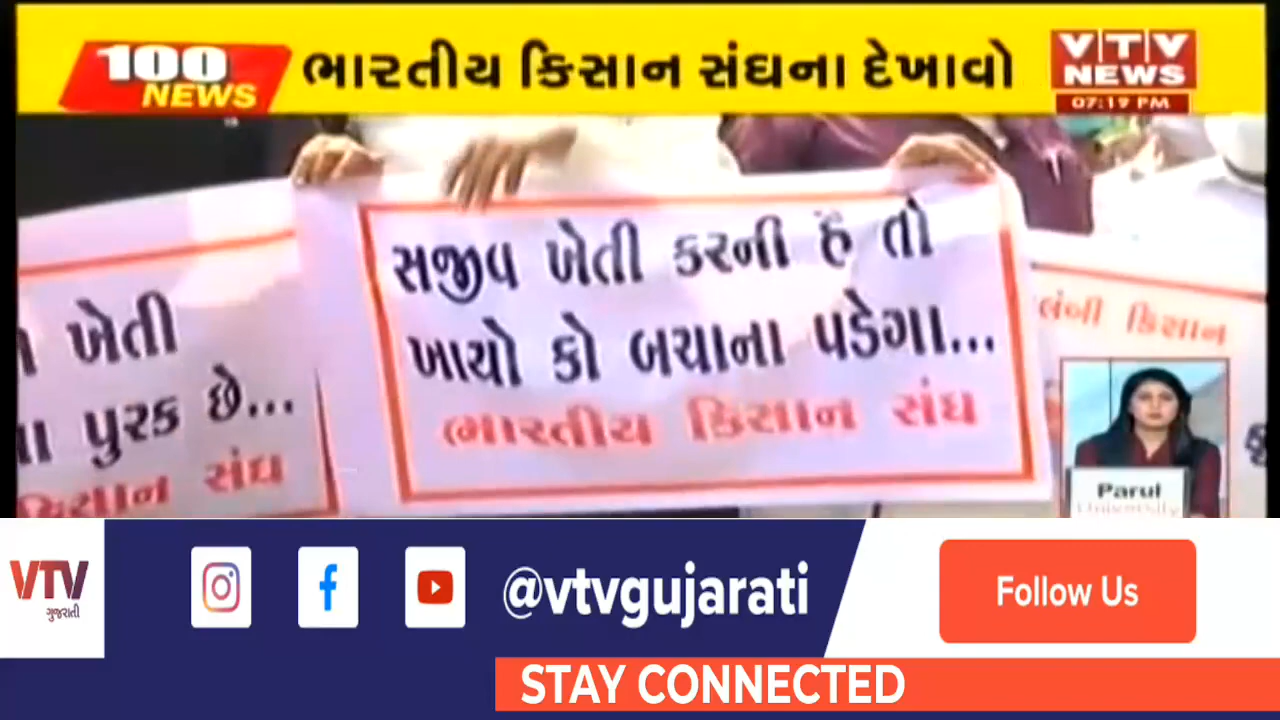 100
NEWS
ભારતીય કિસાન સંઘના દેખાવો
VTV
NEWS
07:19 PM
ખેતી
પુરક છે...
કિસાન સંઘ
સજીવ ખેતી કરની હૈ તો
ખાયો કો બચાના પડેગા...
ભારતીય કિસાન સંઘ
કિસાન
Parul
University
VTV
ગુજરાતી
@vtvgujarati
Follow Us
STAY CONNECTED